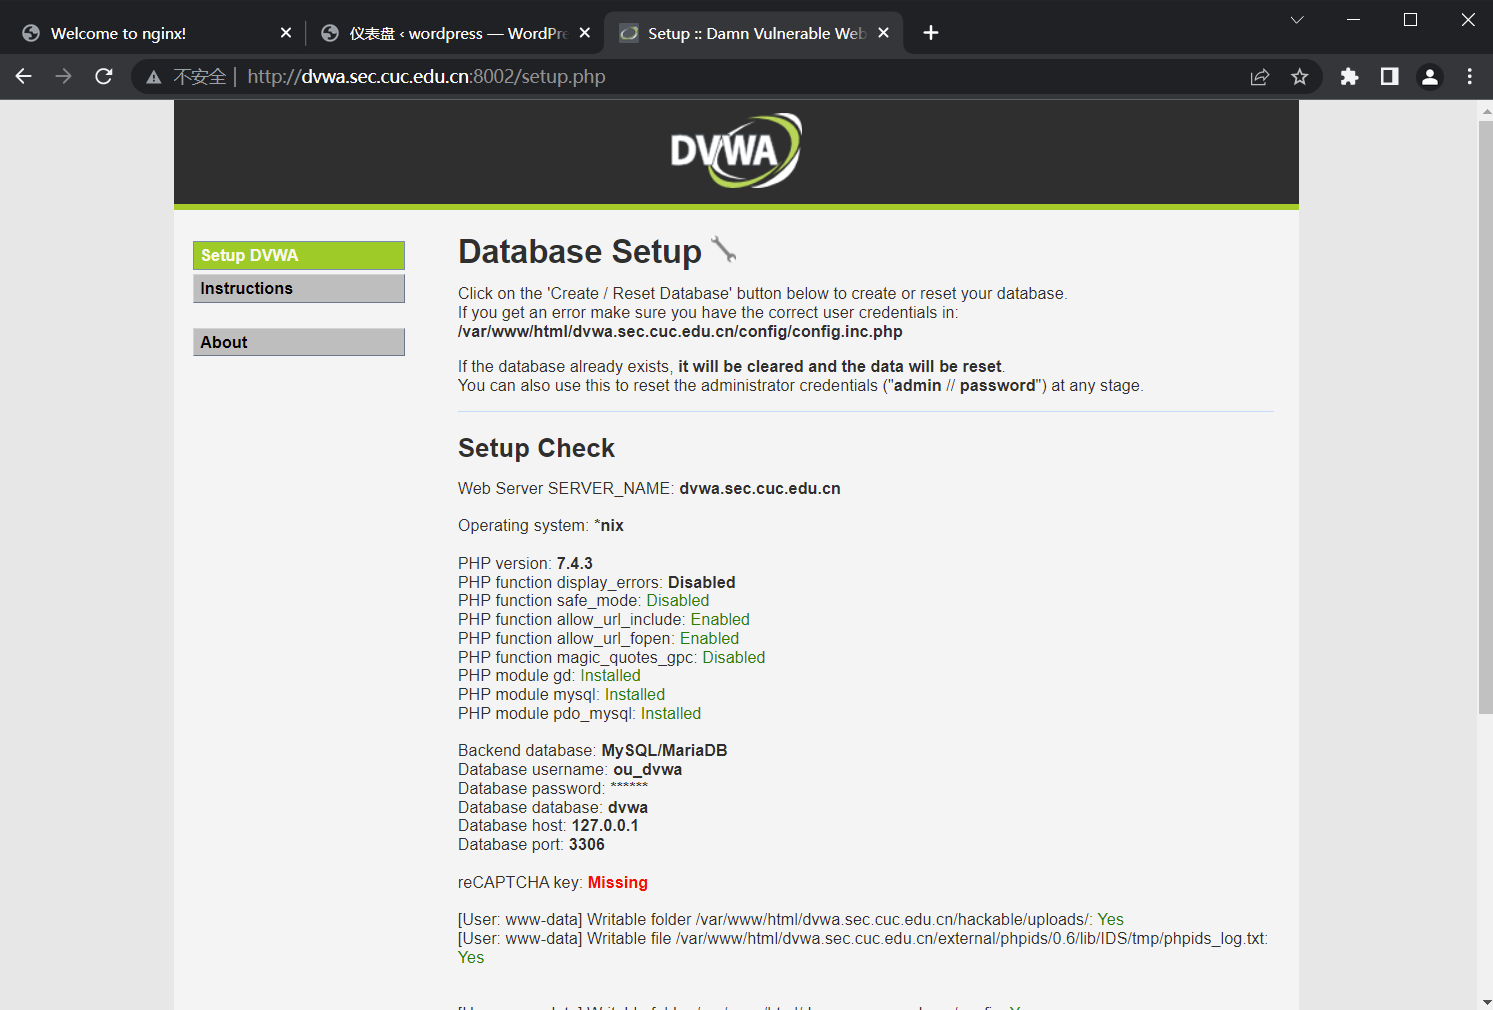 Welcome to nginx!
仪表盘 ‹ wordpress — WordPre
Setup :: Damn Vulnerable Web
不安全 | http://dvwa.sec.cuc.edu.cn:8002/setup.php
DVWA
Setup DVWA
Instructions
About
Database Setup
Click on the 'Create / Reset Database' button below to create or reset your database.
If you get an error make sure you have the correct user credentials in:
/var/www/html/dvwa.sec.cuc.edu.cn/config/config.inc.php
If the database already exists, it will be cleared and the data will be reset.
You can also use this to reset the administrator credentials ("admin // password") at any stage.
Setup Check
Web Server SERVER_NAME: dvwa.sec.cuc.edu.cn
Operating system: *nix
PHP version: 7.4.3
PHP function display_errors: Disabled
PHP function safe_mode: Disabled
PHP function allow_url_include: Enabled
PHP function allow_url_fopen: Enabled
PHP function magic_quotes_gpc: Disabled
PHP module gd: Installed
PHP module mysql: Installed
PHP module pdo_mysql: Installed
Backend database: MySQL/MariaDB
Database username: ou_dvwa
Database password: ******
Database database: dvwa
Database host: 127.0.0.1
Database port: 3306
reCAPTCHA key: Missing
[User: www-data] Writable folder /var/www/html/dvwa.sec.cuc.edu.cn/hackable/uploads/: Yes
[User: www-data] Writable file /var/www/html/dvwa.sec.cuc.edu.cn/external/phpids/0.6/lib/IDS/tmp/phpids_log.txt:
Yes